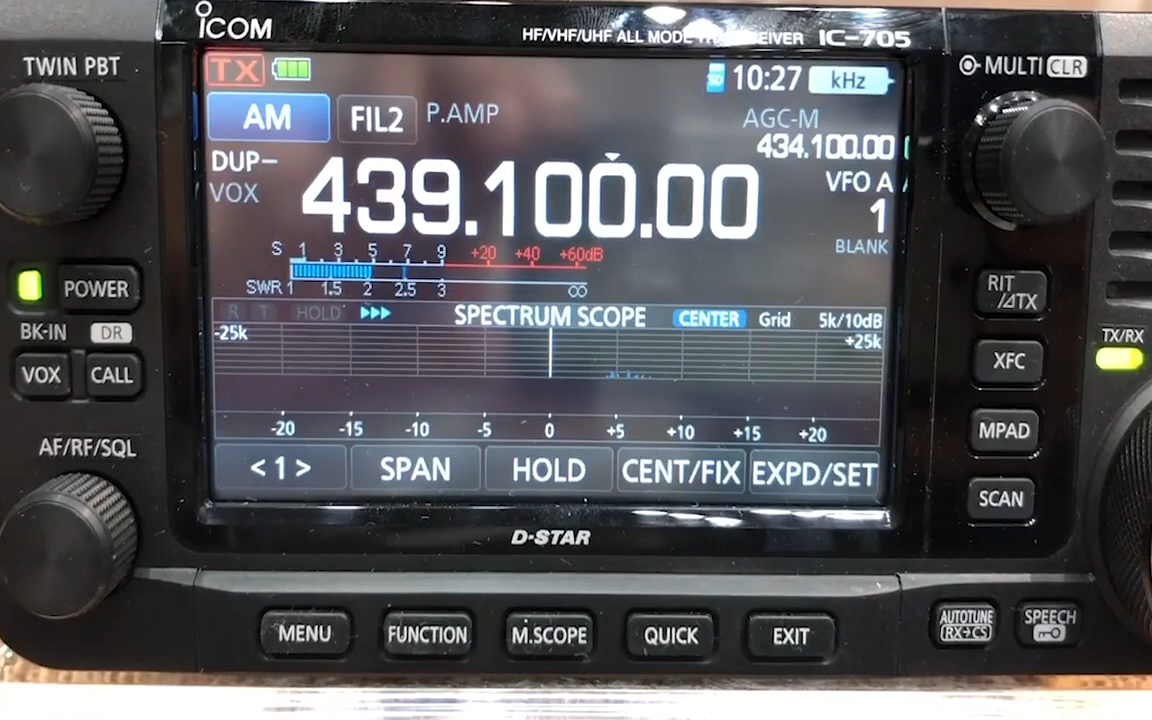 ICOM
HF/VHF/UHF ALL MODE TRANSCEIVER IC-705
TWIN PBT
MULTI CLR
TX 10:27 kHz
AM FIL2 P.AMP AGC-M
434.100.00
DUP-
VOX
439.100.00
VFO A
1
BLANK
S 1 3 5 7 9 +20 +40 +60dB
SWR 1 1.5 2 2.5 3 ∞
R T HOLD SPECTRUM SCOPE CENTER Grid 5k/10dB
-25k +25k
-20 -15 -10 -5 0 +5 +10 +15 +20
< 1 > SPAN HOLD CENT/FIX EXPD/SET
POWER
BK-IN DR
VOX CALL
AF/RF/SQL
RIT
/ΔTX
TX/RX
XFC
MPAD
SCAN
D-STAR
MENU FUNCTION M.SCOPE QUICK EXIT
AUTOTUNE
RX→CS
SPEECH